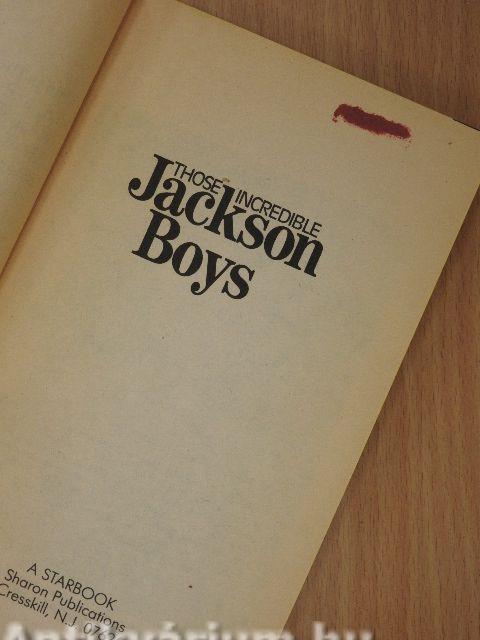 THOSE INCREDIBLE
Jackson
Boys
A STARBOOK
Sharon Publications
Cresskill, N.J.